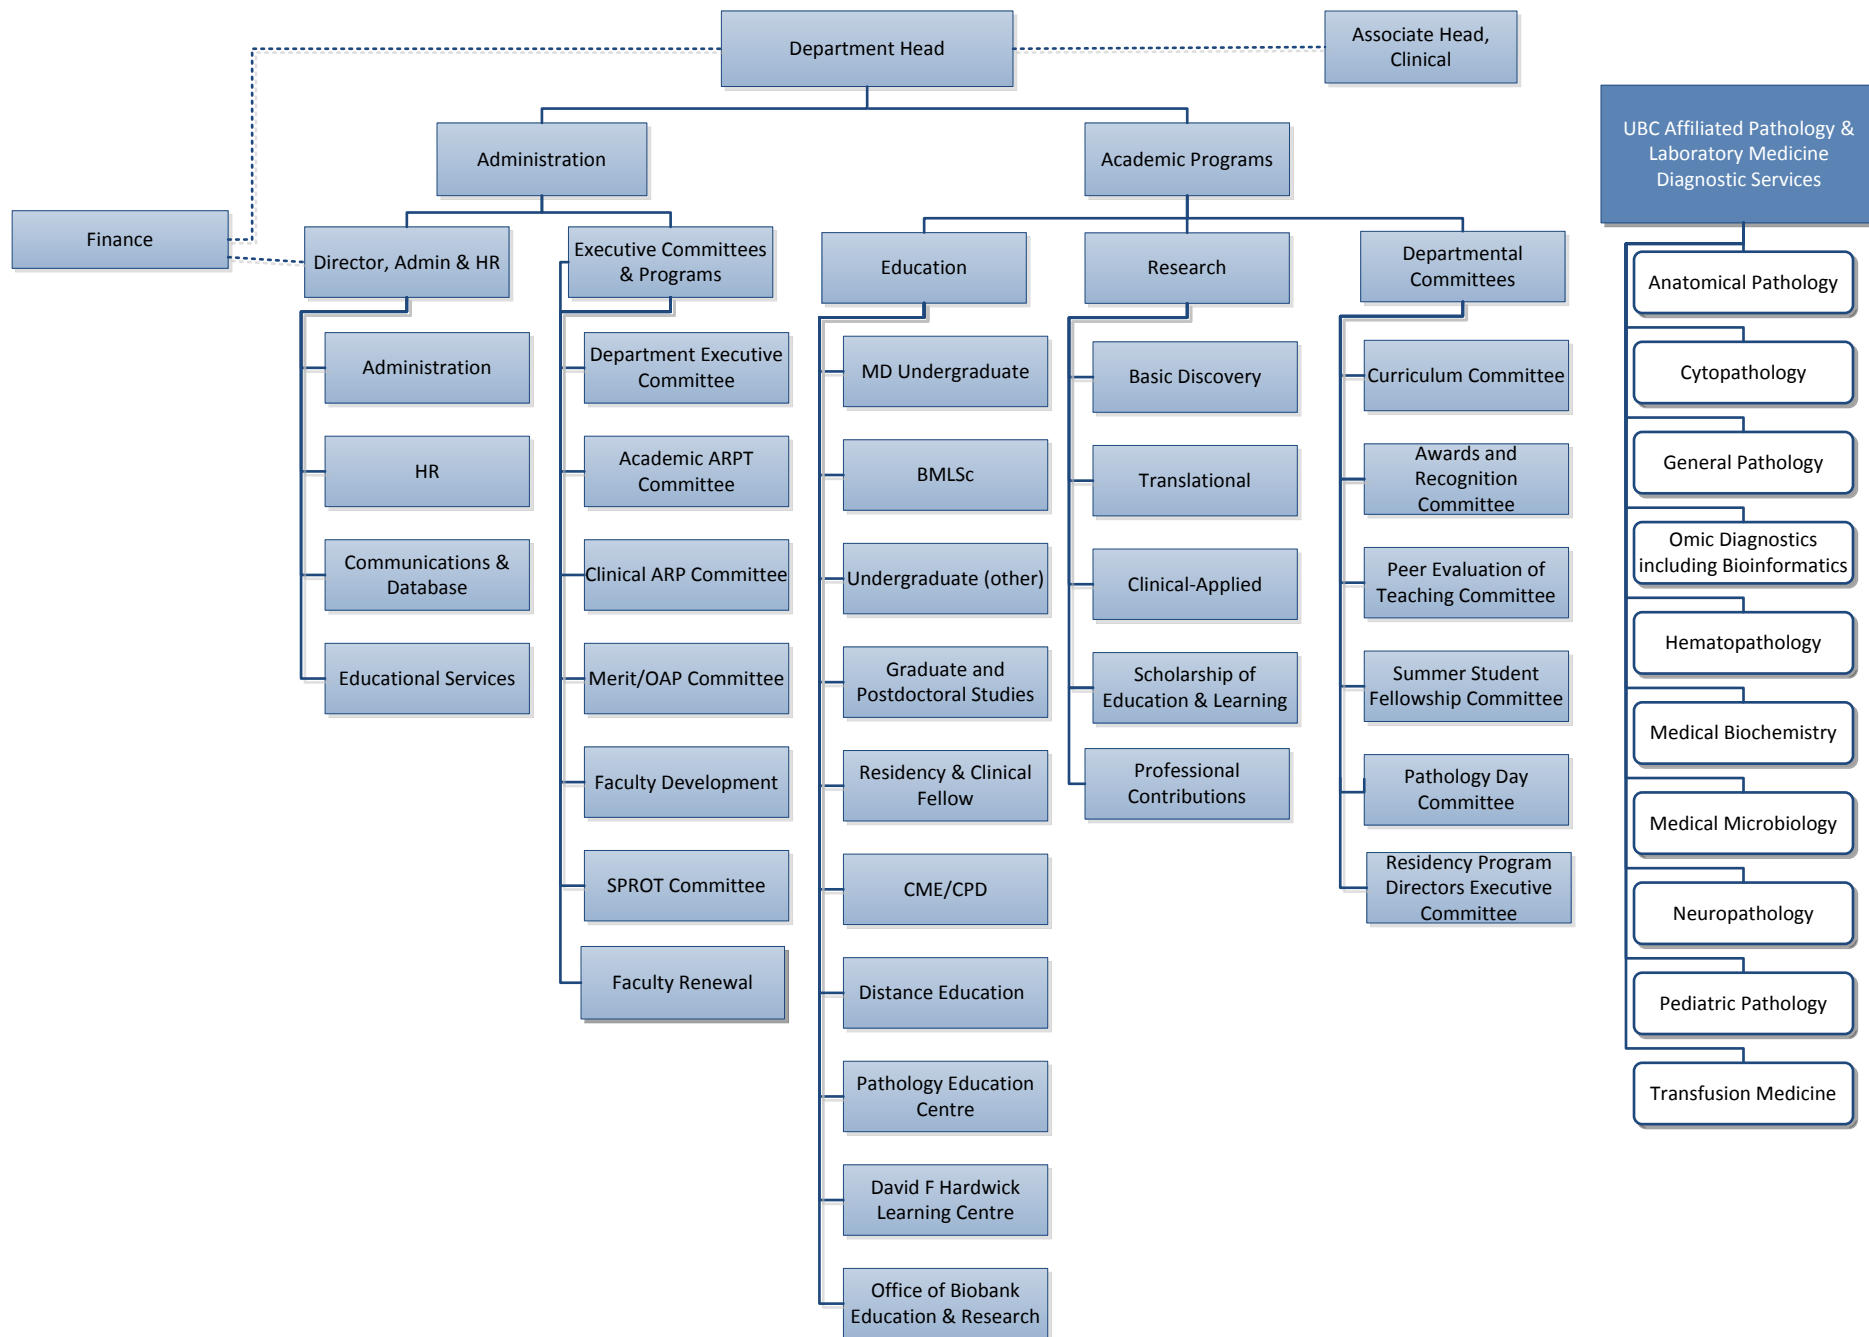 Department Head
Associate Head,
Clinical
Administration
Academic Programs
UBC Affiliated Pathology &
Laboratory Medicine
Diagnostic Services
Finance
Director, Admin & HR
Executive Committees
& Programs
Education
Research
Departmental
Committees
Administration
HR
Communications &
Database
Educational Services
Department Executive
Committee
Academic ARPT
Committee
Clinical ARP Committee
Merit/OAP Committee
Faculty Development
SPROT Committee
Faculty Renewal
MD Undergraduate
BMLSc
Undergraduate (other)
Graduate and
Postdoctoral Studies
Residency & Clinical
Fellow
CME/CPD
Distance Education
Pathology Education
Centre
David F Hardwick
Learning Centre
Office of Biobank
Education & Research
Basic Discovery
Translational
Clinical-Applied
Scholarship of
Education & Learning
Professional
Contributions
Curriculum Committee
Awards and
Recognition
Committee
Peer Evaluation of
Teaching Committee
Summer Student
Fellowship Committee
Pathology Day
Committee
Residency Program
Directors Executive
Committee
Anatomical Pathology
Cytopathology
General Pathology
Omic Diagnostics
including Bioinformatics
Hematopathology
Medical Biochemistry
Medical Microbiology
Neuropathology
Pediatric Pathology
Transfusion Medicine